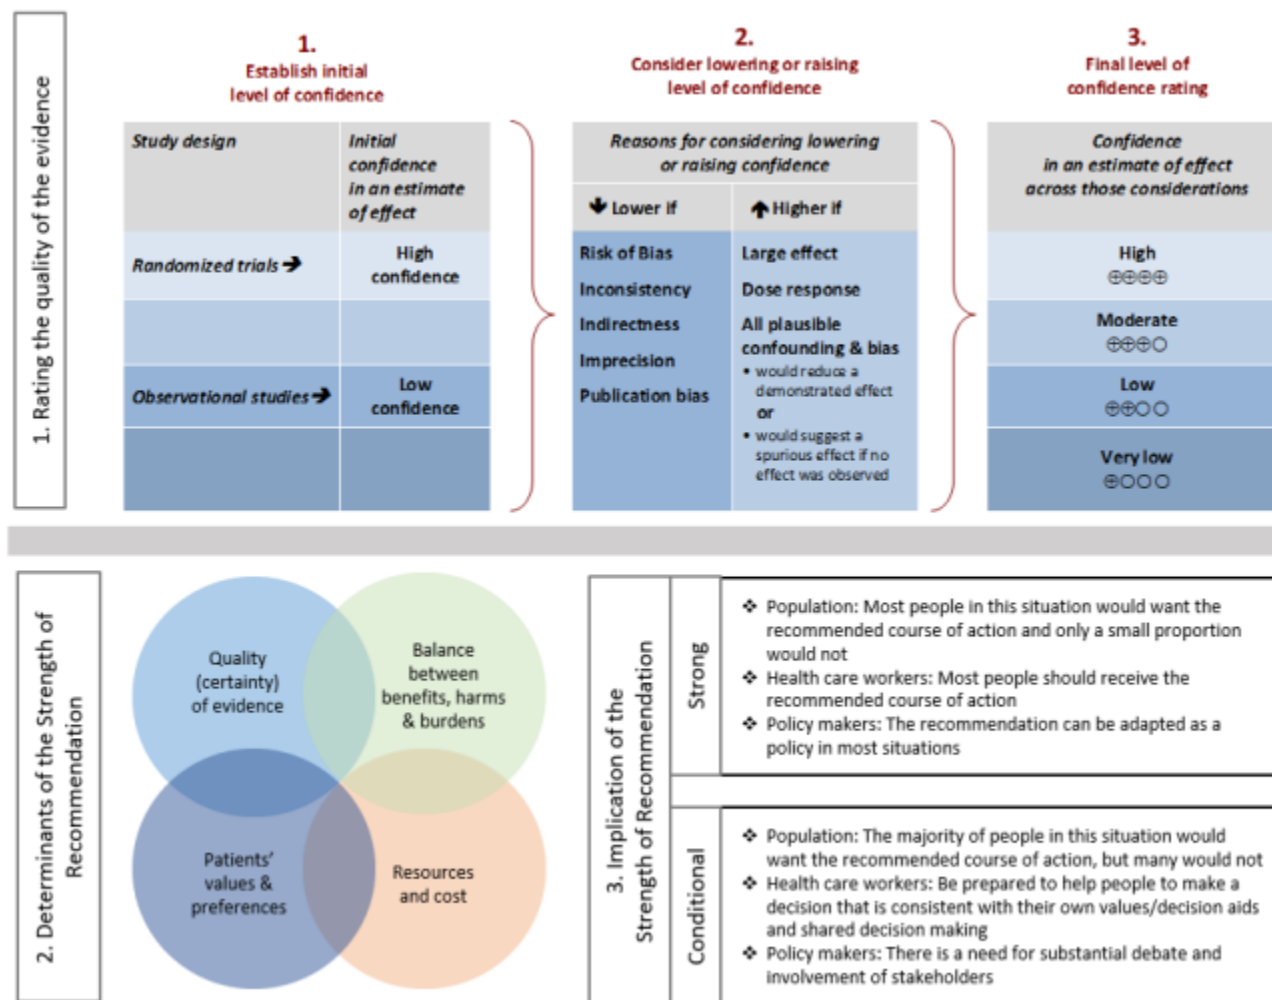 1. Rating the quality of the evidence
1.
Establish initial
level of confidence
Study design
Initial
confidence
in an estimate
of effect
Randomized trials ➔
High
confidence
Observational studies ➔
Low
confidence
2.
Consider lowering or raising
level of confidence
Reasons for considering lowering
or raising confidence
🡇 Lower if
🡅 Higher if
Risk of Bias
Inconsistency
Indirectness
Imprecision
Publication bias
Large effect
Dose response
All plausible
confounding & bias
• would reduce a
demonstrated effect
or
• would suggest a
spurious effect if no
effect was observed
3.
Final level of
confidence rating
Confidence
in an estimate of effect
across those considerations
High
⊕⊕⊕⊕
Moderate
⊕⊕⊕○
Low
⊕⊕○○
Very low
⊕○○○
2. Determinants of the Strength of
Recommendation
Quality
(certainty)
of evidence
Balance
between
benefits, harms
& burdens
Patients'
values &
preferences
Resources
and cost
3. Implication of the
Strength of Recommendation
Strong
❖ Population: Most people in this situation would want the
recommended course of action and only a small proportion
would not
❖ Health care workers: Most people should receive the
recommended course of action
❖ Policy makers: The recommendation can be adapted as a
policy in most situations
Conditional
❖ Population: The majority of people in this situation would
want the recommended course of action, but many would not
❖ Health care workers: Be prepared to help people to make a
decision that is consistent with their own values/decision aids
and shared decision making
❖ Policy makers: There is a need for substantial debate and
involvement of stakeholders